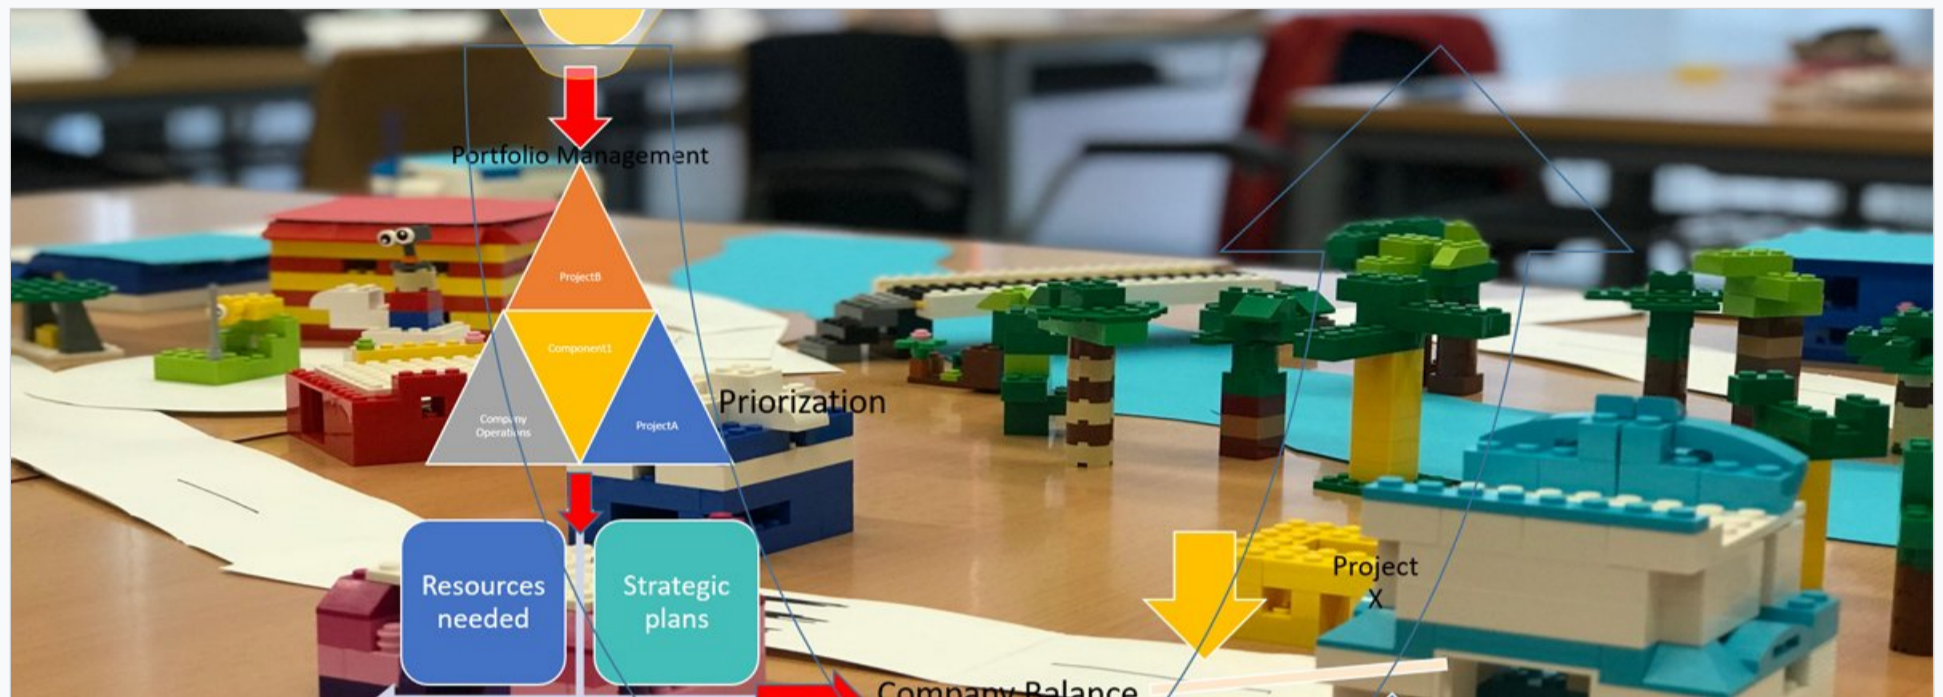 Portfolio Management
ProjectB
Component1
Company
Operations
ProjectA
Priorization
Resources
needed
Strategic
plans
Project
X
Company Balance